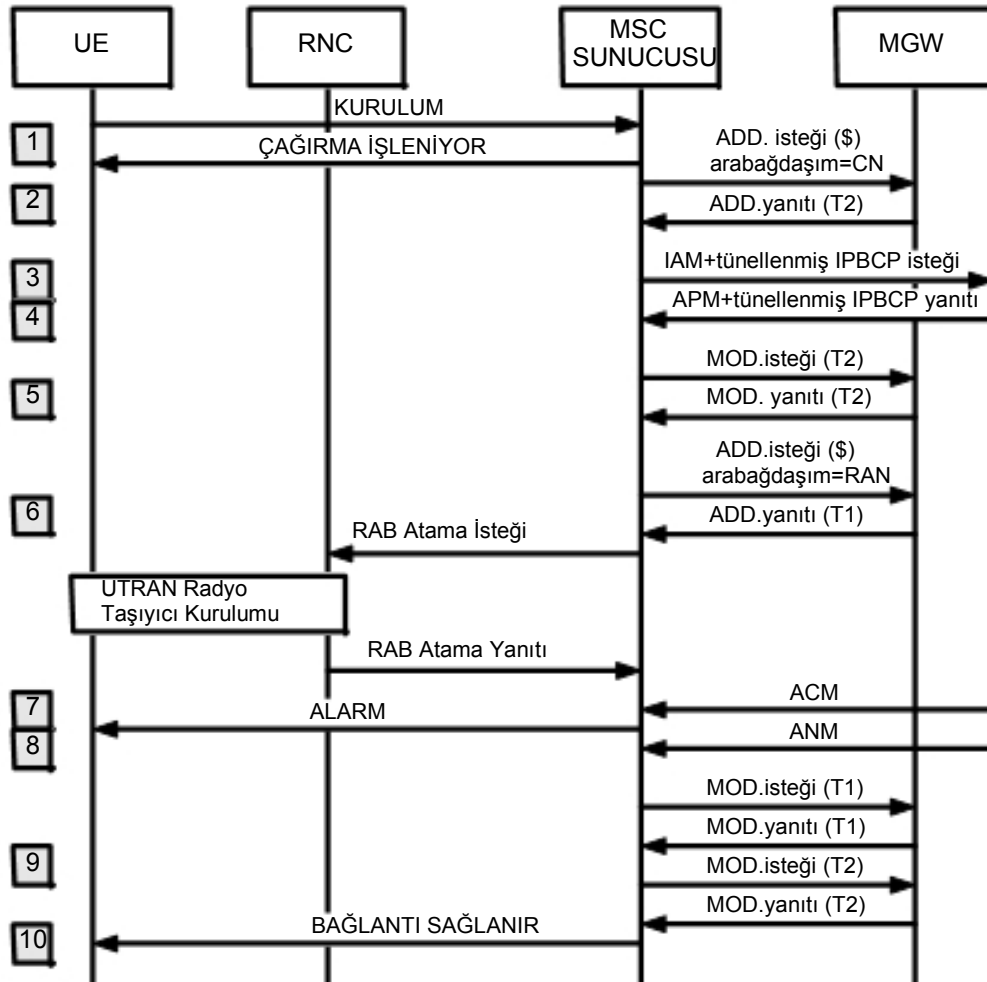 UE
RNC
MSC
SUNUCUSU
MGW
KURULUM
1
ÇAĞIRMA İŞLENİYOR
ADD. isteği ($)
arabağdaşım=CN
2
ADD.yanıtı (T2)
3
IAM+tünellenmiş IPBCP isteği
4
APM+tünellenmiş IPBCP yanıtı
MOD.isteği (T2)
5
MOD. yanıtı (T2)
ADD.isteği ($)
arabağdaşım=RAN
6
ADD.yanıtı (T1)
RAB Atama İsteği
UTRAN Radyo
Taşıyıcı Kurulumu
RAB Atama Yanıtı
7
ACM
ALARM
8
ANM
MOD.isteği (T1)
MOD.yanıtı (T1)
9
MOD.isteği (T2)
MOD.yanıtı (T2)
10
BAĞLANTI SAĞLANIR